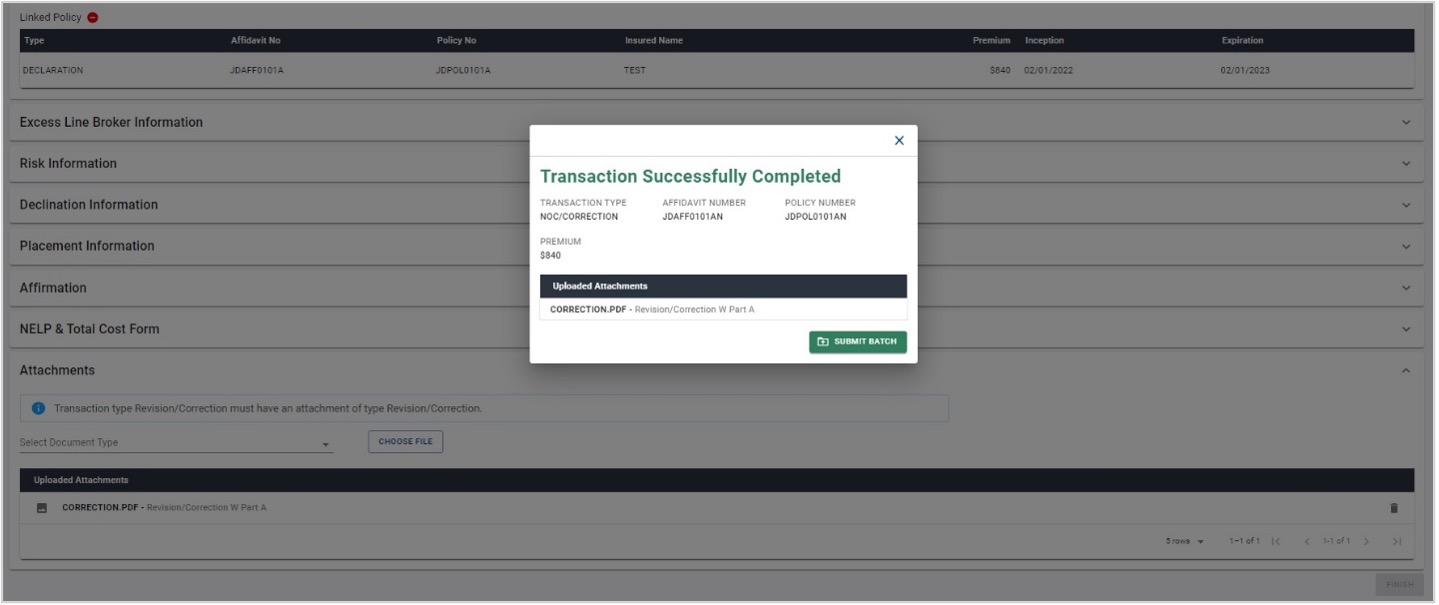 Linked Policy
Type Affidavit No Policy No Insured Name Premium Inception Expiration
DECLARATION JDAFF0101A JDPOL0101A TEST $840 02/01/2022 02/01/2023
Excess Line Broker Information
Risk Information
Declination Information
Placement Information
Affirmation
NELP & Total Cost Form
Transaction Successfully Completed
TRANSACTION TYPE AFFIDAVIT NUMBER POLICY NUMBER
NOC/CORRECTION JDAFF0101AN JDPOL0101AN
PREMIUM
$840
Uploaded Attachments
CORRECTION.PDF - Revision/Correction W Part A
SUBMIT BATCH
Attachments
Transaction type Revision/Correction must have an attachment of type Revision/Correction.
Select Document Type CHOOSE FILE
Uploaded Attachments
CORRECTION.PDF - Revision/Correction W Part A
5 rows 1-1 of 1 1-1 of 1
FINISH